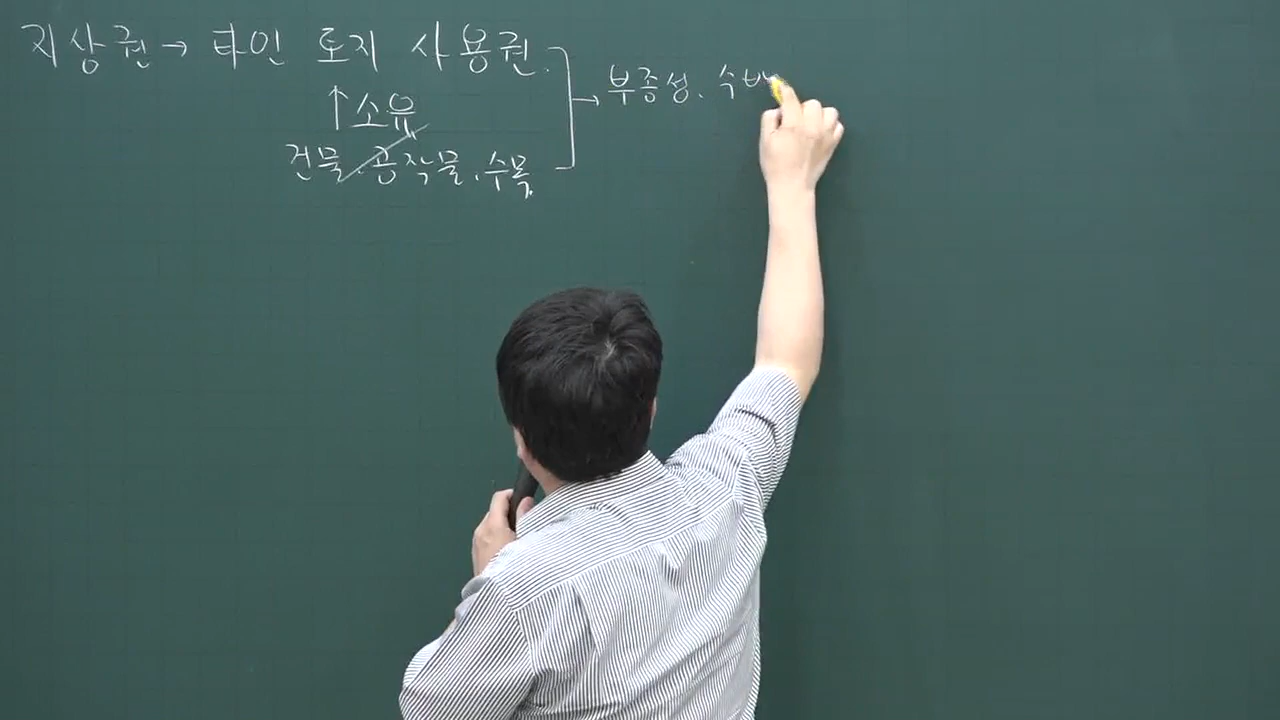 지상권 → 타인 토지 사용권.
→ 부종성. 수바
↑ 소유
건물. 공작물. 수목.